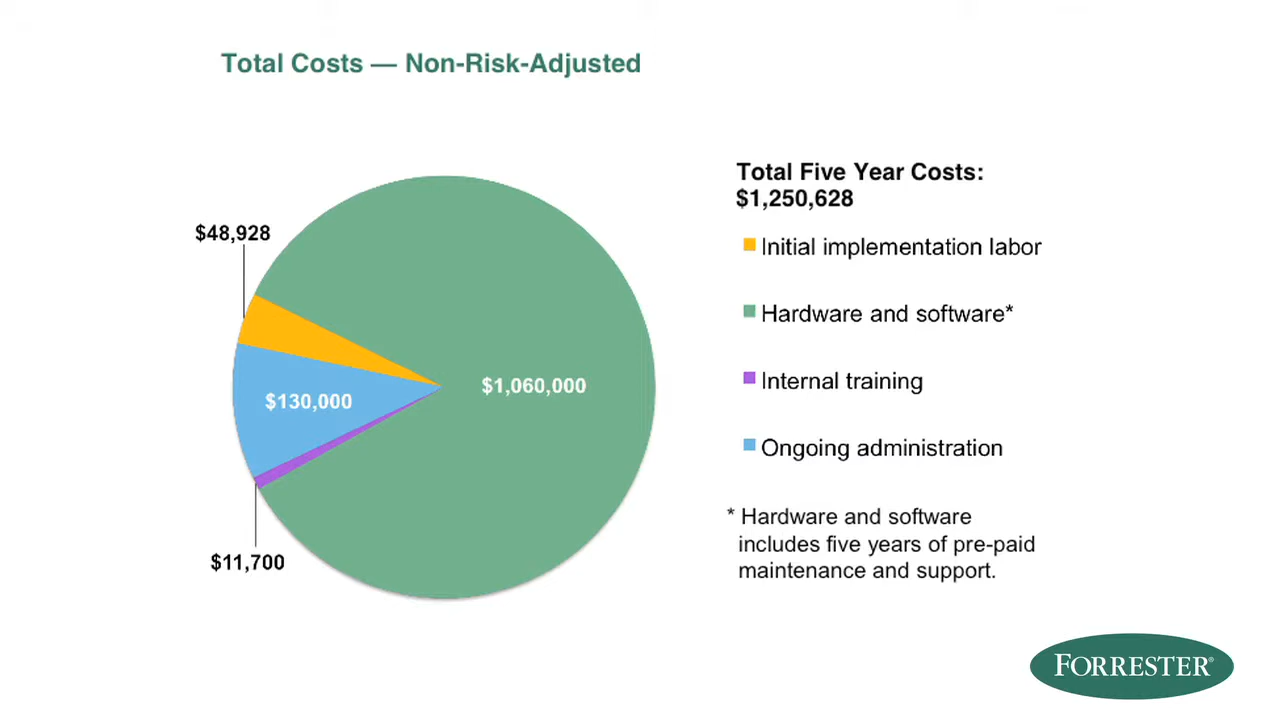 Total Costs — Non-Risk-Adjusted
$48,928
$130,000
$1,060,000
$11,700
Total Five Year Costs:
$1,250,628
Initial implementation labor
Hardware and software*
Internal training
Ongoing administration
* Hardware and software
includes five years of pre-paid
maintenance and support.
FORRESTER®